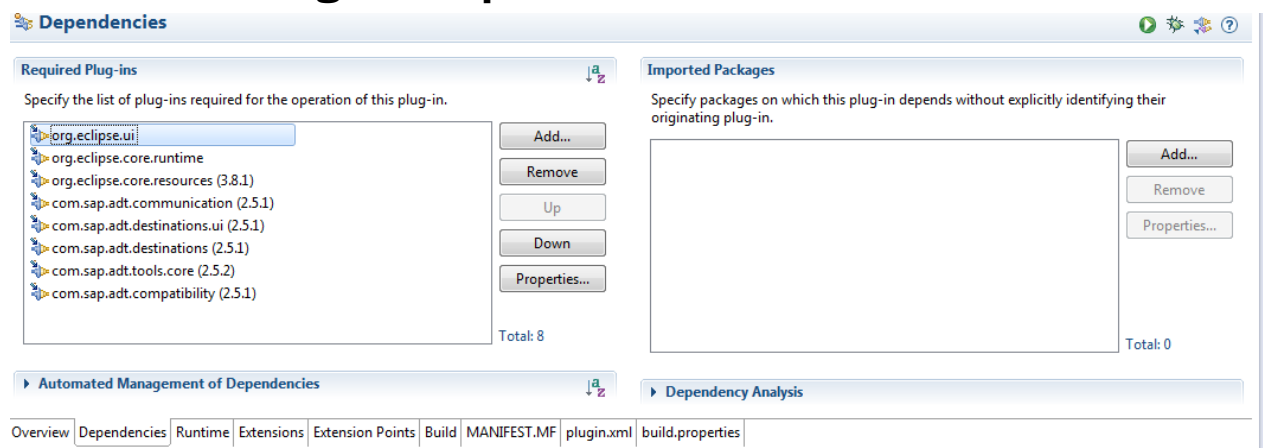 Dependencies
Required Plug-ins
Specify the list of plug-ins required for the operation of this plug-in.
org.eclipse.ui
org.eclipse.core.runtime
org.eclipse.core.resources (3.8.1)
com.sap.adt.communication (2.5.1)
com.sap.adt.destinations.ui (2.5.1)
com.sap.adt.destinations (2.5.1)
com.sap.adt.tools.core (2.5.2)
com.sap.adt.compatibility (2.5.1)
Add...
Remove
Up
Down
Properties...
Total: 8
Automated Management of Dependencies
Imported Packages
Specify packages on which this plug-in depends without explicitly identifying their
originating plug-in.
Add...
Remove
Properties...
Total: 0
Dependency Analysis
Overview Dependencies Runtime Extensions Extension Points Build MANIFEST.MF plugin.xml build.properties